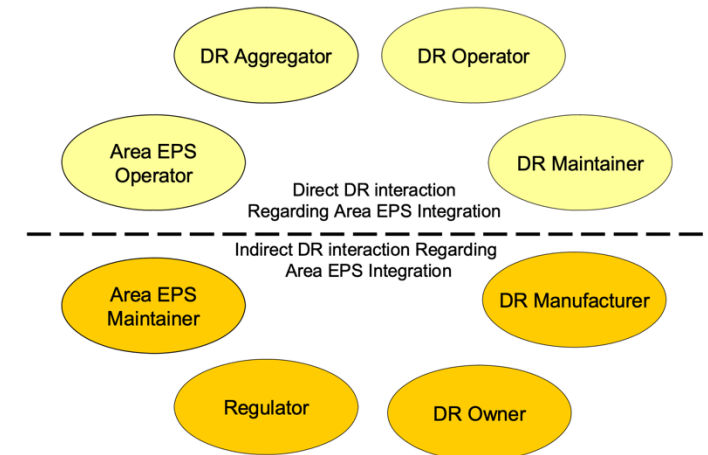 DR Aggregator
DR Operator
Area EPS
Operator
DR Maintainer
Direct DR interaction
Regarding Area EPS Integration
Indirect DR interaction Regarding
Area EPS Integration
Area EPS
Maintainer
DR Manufacturer
Regulator
DR Owner